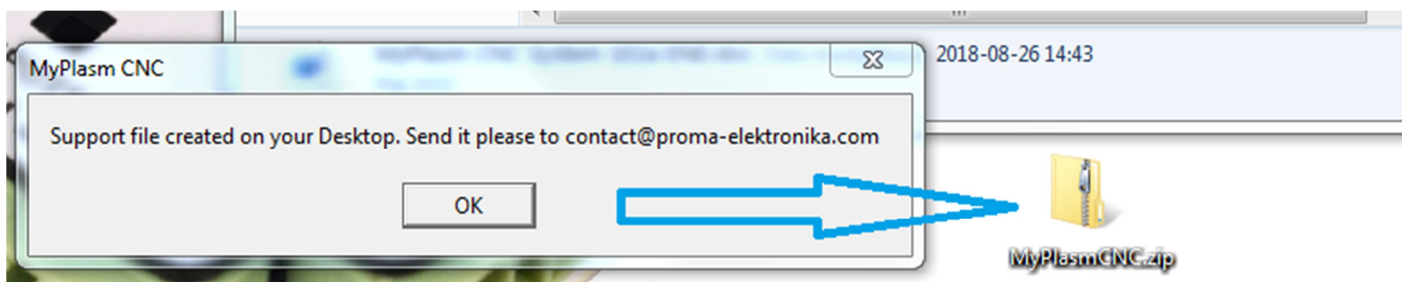 MyPlasm CNC
2018-08-26 14:43
Support file created on your Desktop. Send it please to contact@proma-elektronika.com
OK
MyPlasmCNC.zip